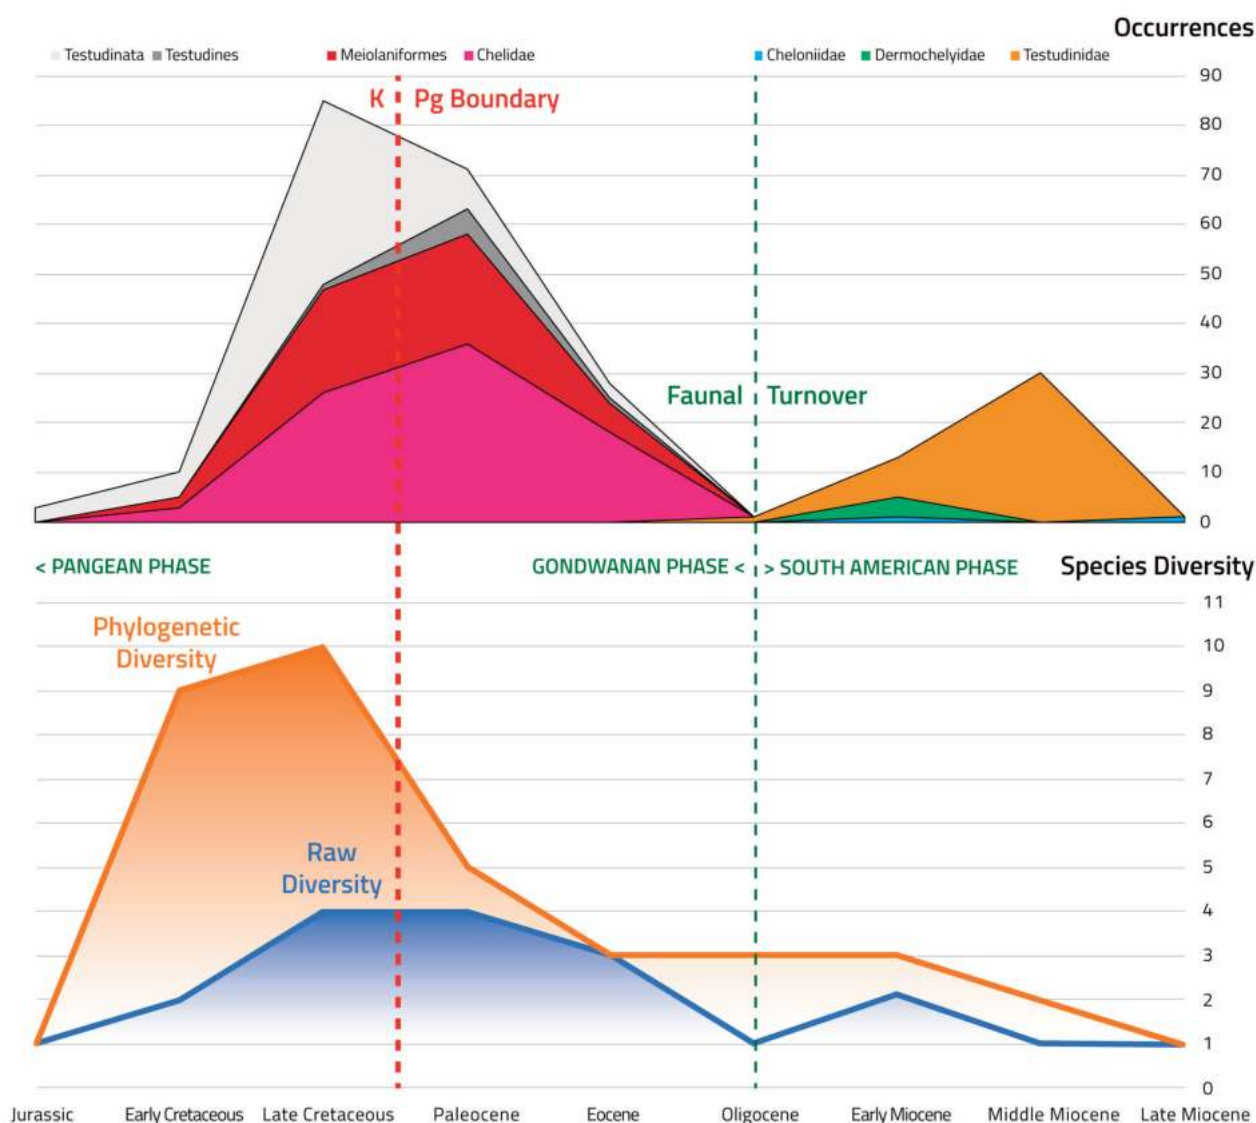 Occurrences
Testudinata Testudines Meiolaniformes Chelidae Cheloniidae Dermochelyidae Testudinidae
90
K Pg Boundary
80
70
60
50
40
30
Faunal Turnover
20
10
0
< PANGEAN PHASE GONDWANAN PHASE < > SOUTH AMERICAN PHASE Species Diversity
11
Phylogenetic
Diversity
10
9
8
7
6
Raw
Diversity
5
4
3
2
1
0
Jurassic Early Cretaceous Late Cretaceous Paleocene Eocene Oligocene Early Miocene Middle Miocene Late Miocene